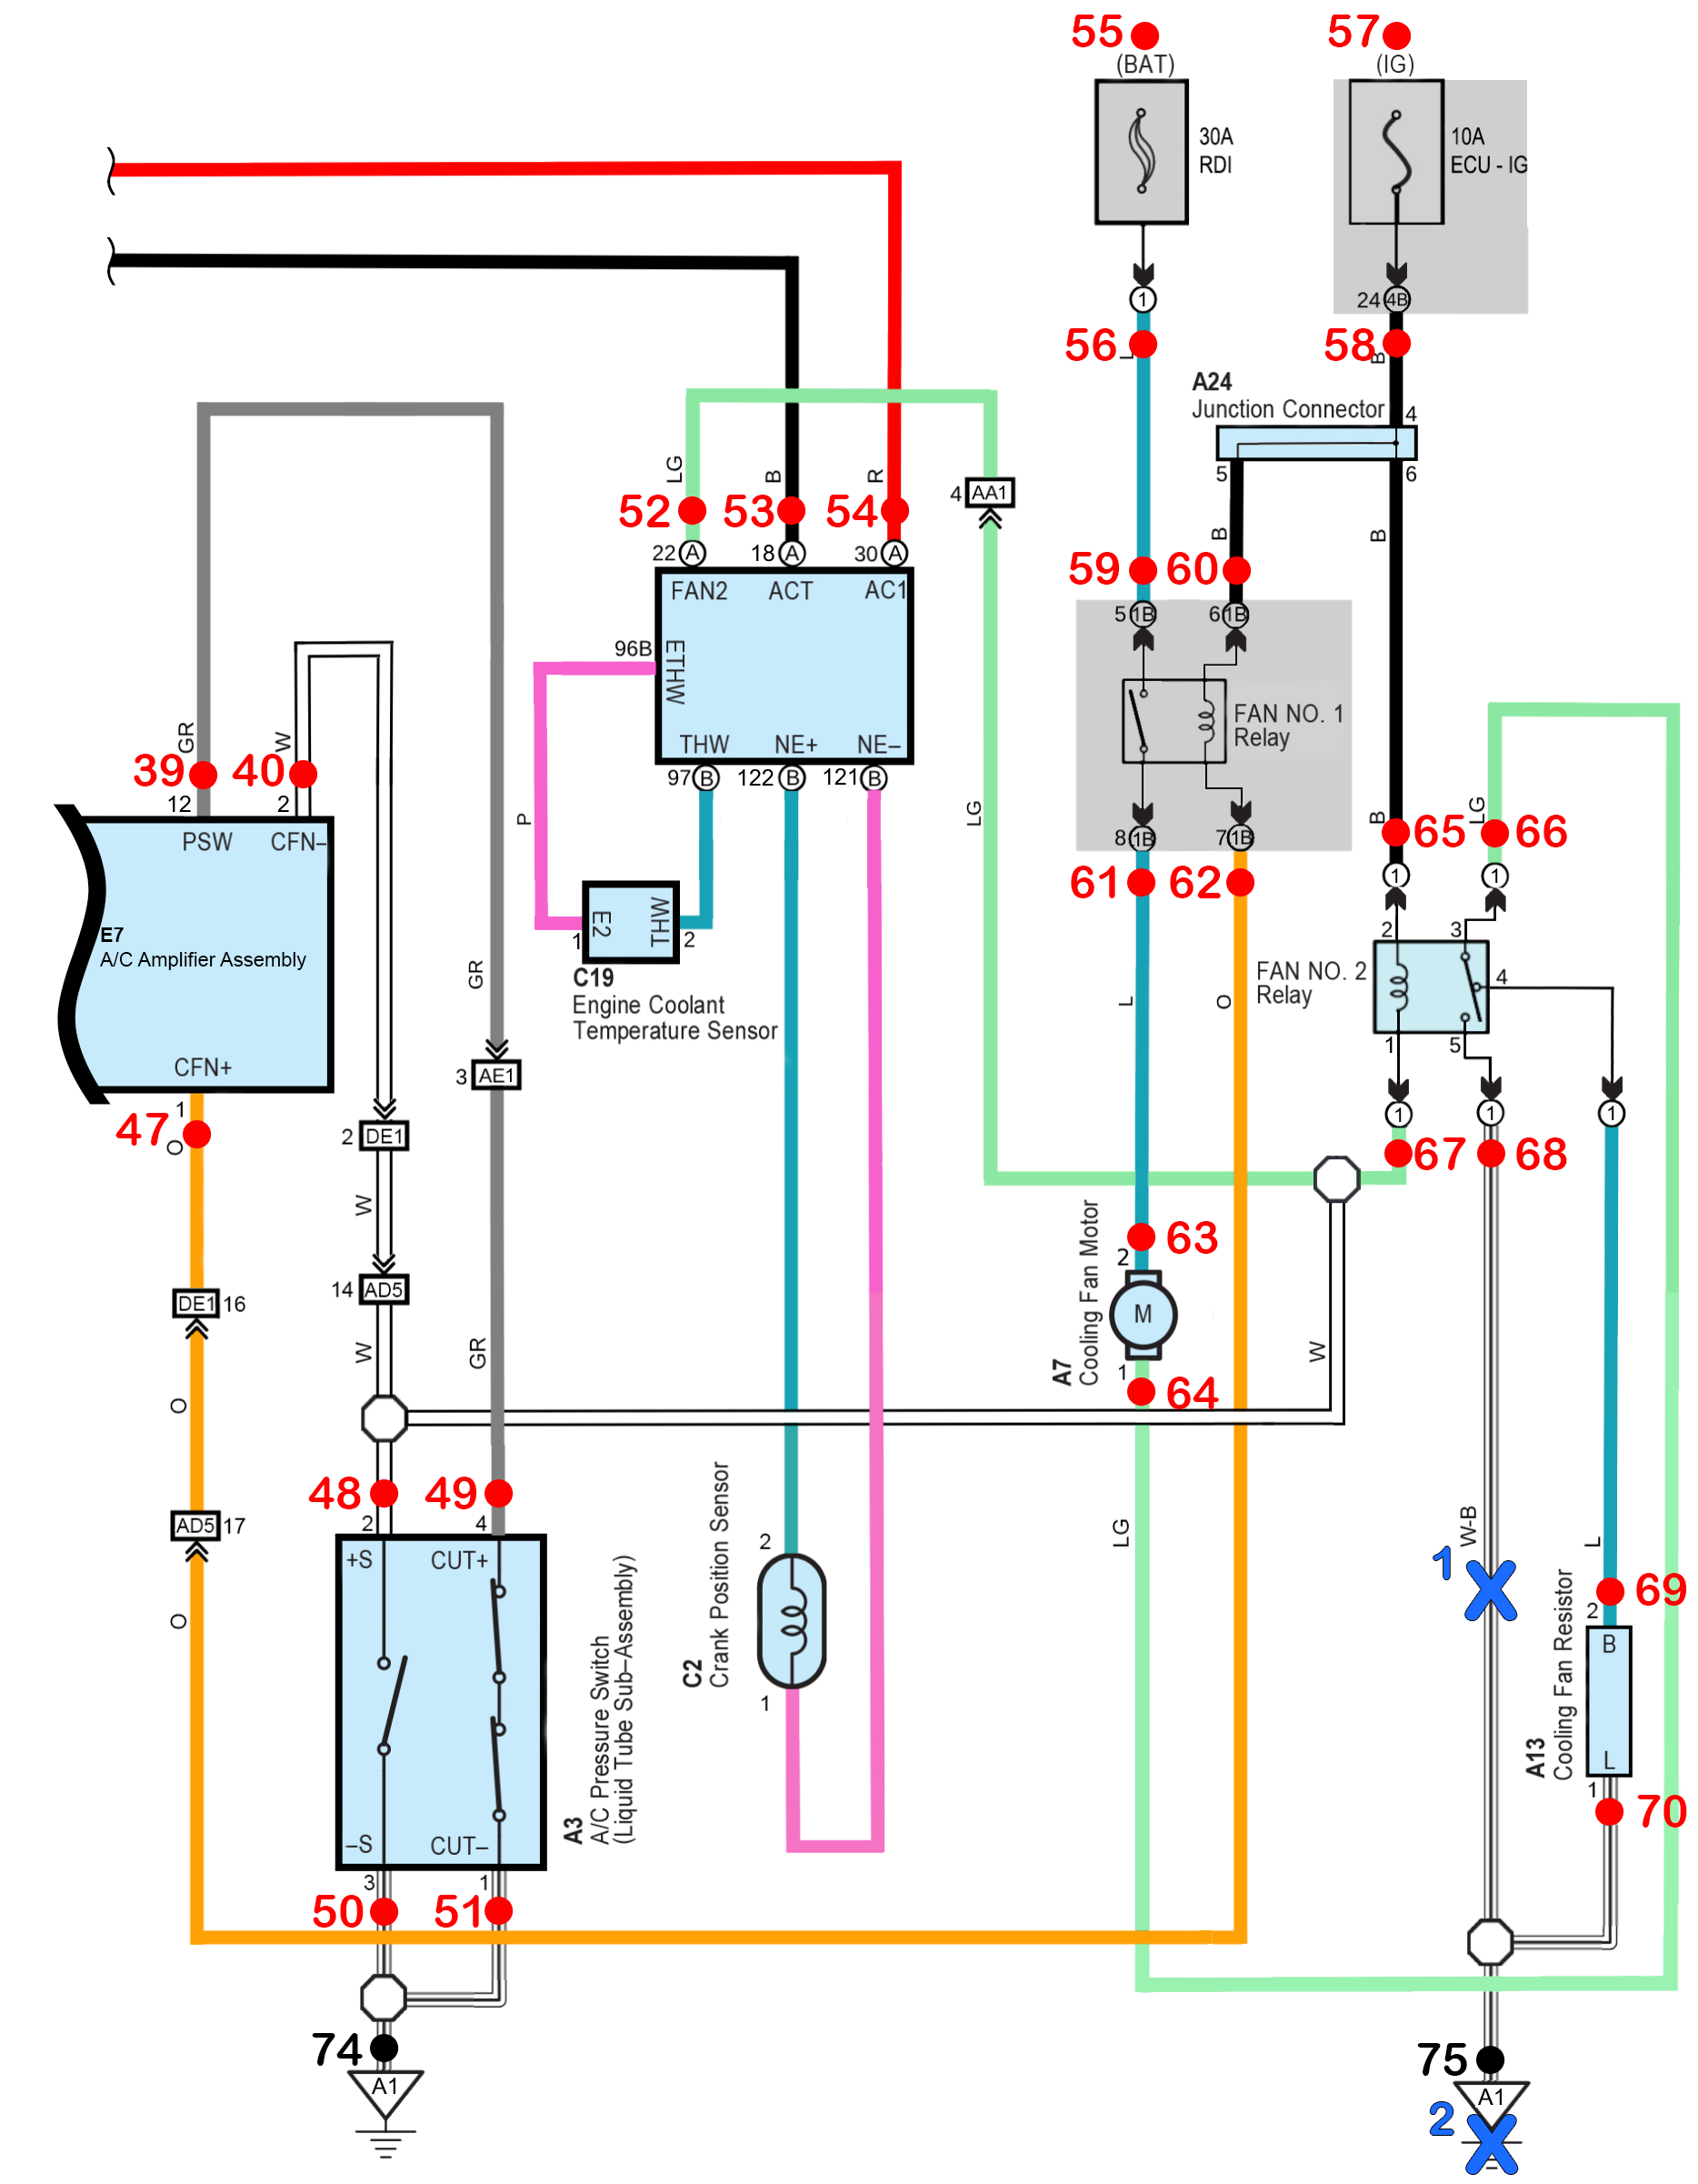 55
57
(BAT)
(IG)
30A
RDI
10A
ECU - IG
1
24
4B
56
L
58
B
A24
Junction Connector
4
5
6
LG
B
R
4
AA1
52
53
54
B
B
22
A
18
A
30
A
59
60
FAN2
ACT
AC1
5
1B
6
1B
96B
ETHW
FAN NO. 1
Relay
GR
W
THW
NE+
NE–
39
40
97
B
122
B
121
B
12
2
P
LG
8
1B
7
1B
B
65
LG
66
PSW
CFN–
61
62
1
1
E2
THW
1
2
2
3
E7
A/C Amplifier Assembly
GR
C19
Engine Coolant
Temperature Sensor
L
O
FAN NO. 2
Relay
4
1
5
CFN+
3
AE1
1
47
O
1
1
1
2
DE1
67
68
W
A7
Cooling Fan Motor
63
2
14
AD5
DE1
16
M
W
GR
W
1
64
O
48
49
C2
Crank Position Sensor
LG
W-B
L
AD5
17
2
4
2
+S
CUT+
1
69
2
O
A3
A/C Pressure Switch
(Liquid Tube Sub–Assembly)
B
A13
Cooling Fan Resistor
1
L
–S
CUT–
1
70
3
1
50
51
74
75
A1
A1
2